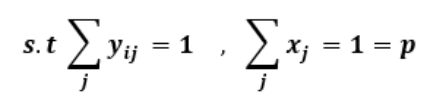 s.t ∑_j y_ij = 1 , ∑_j x_j = 1 = p